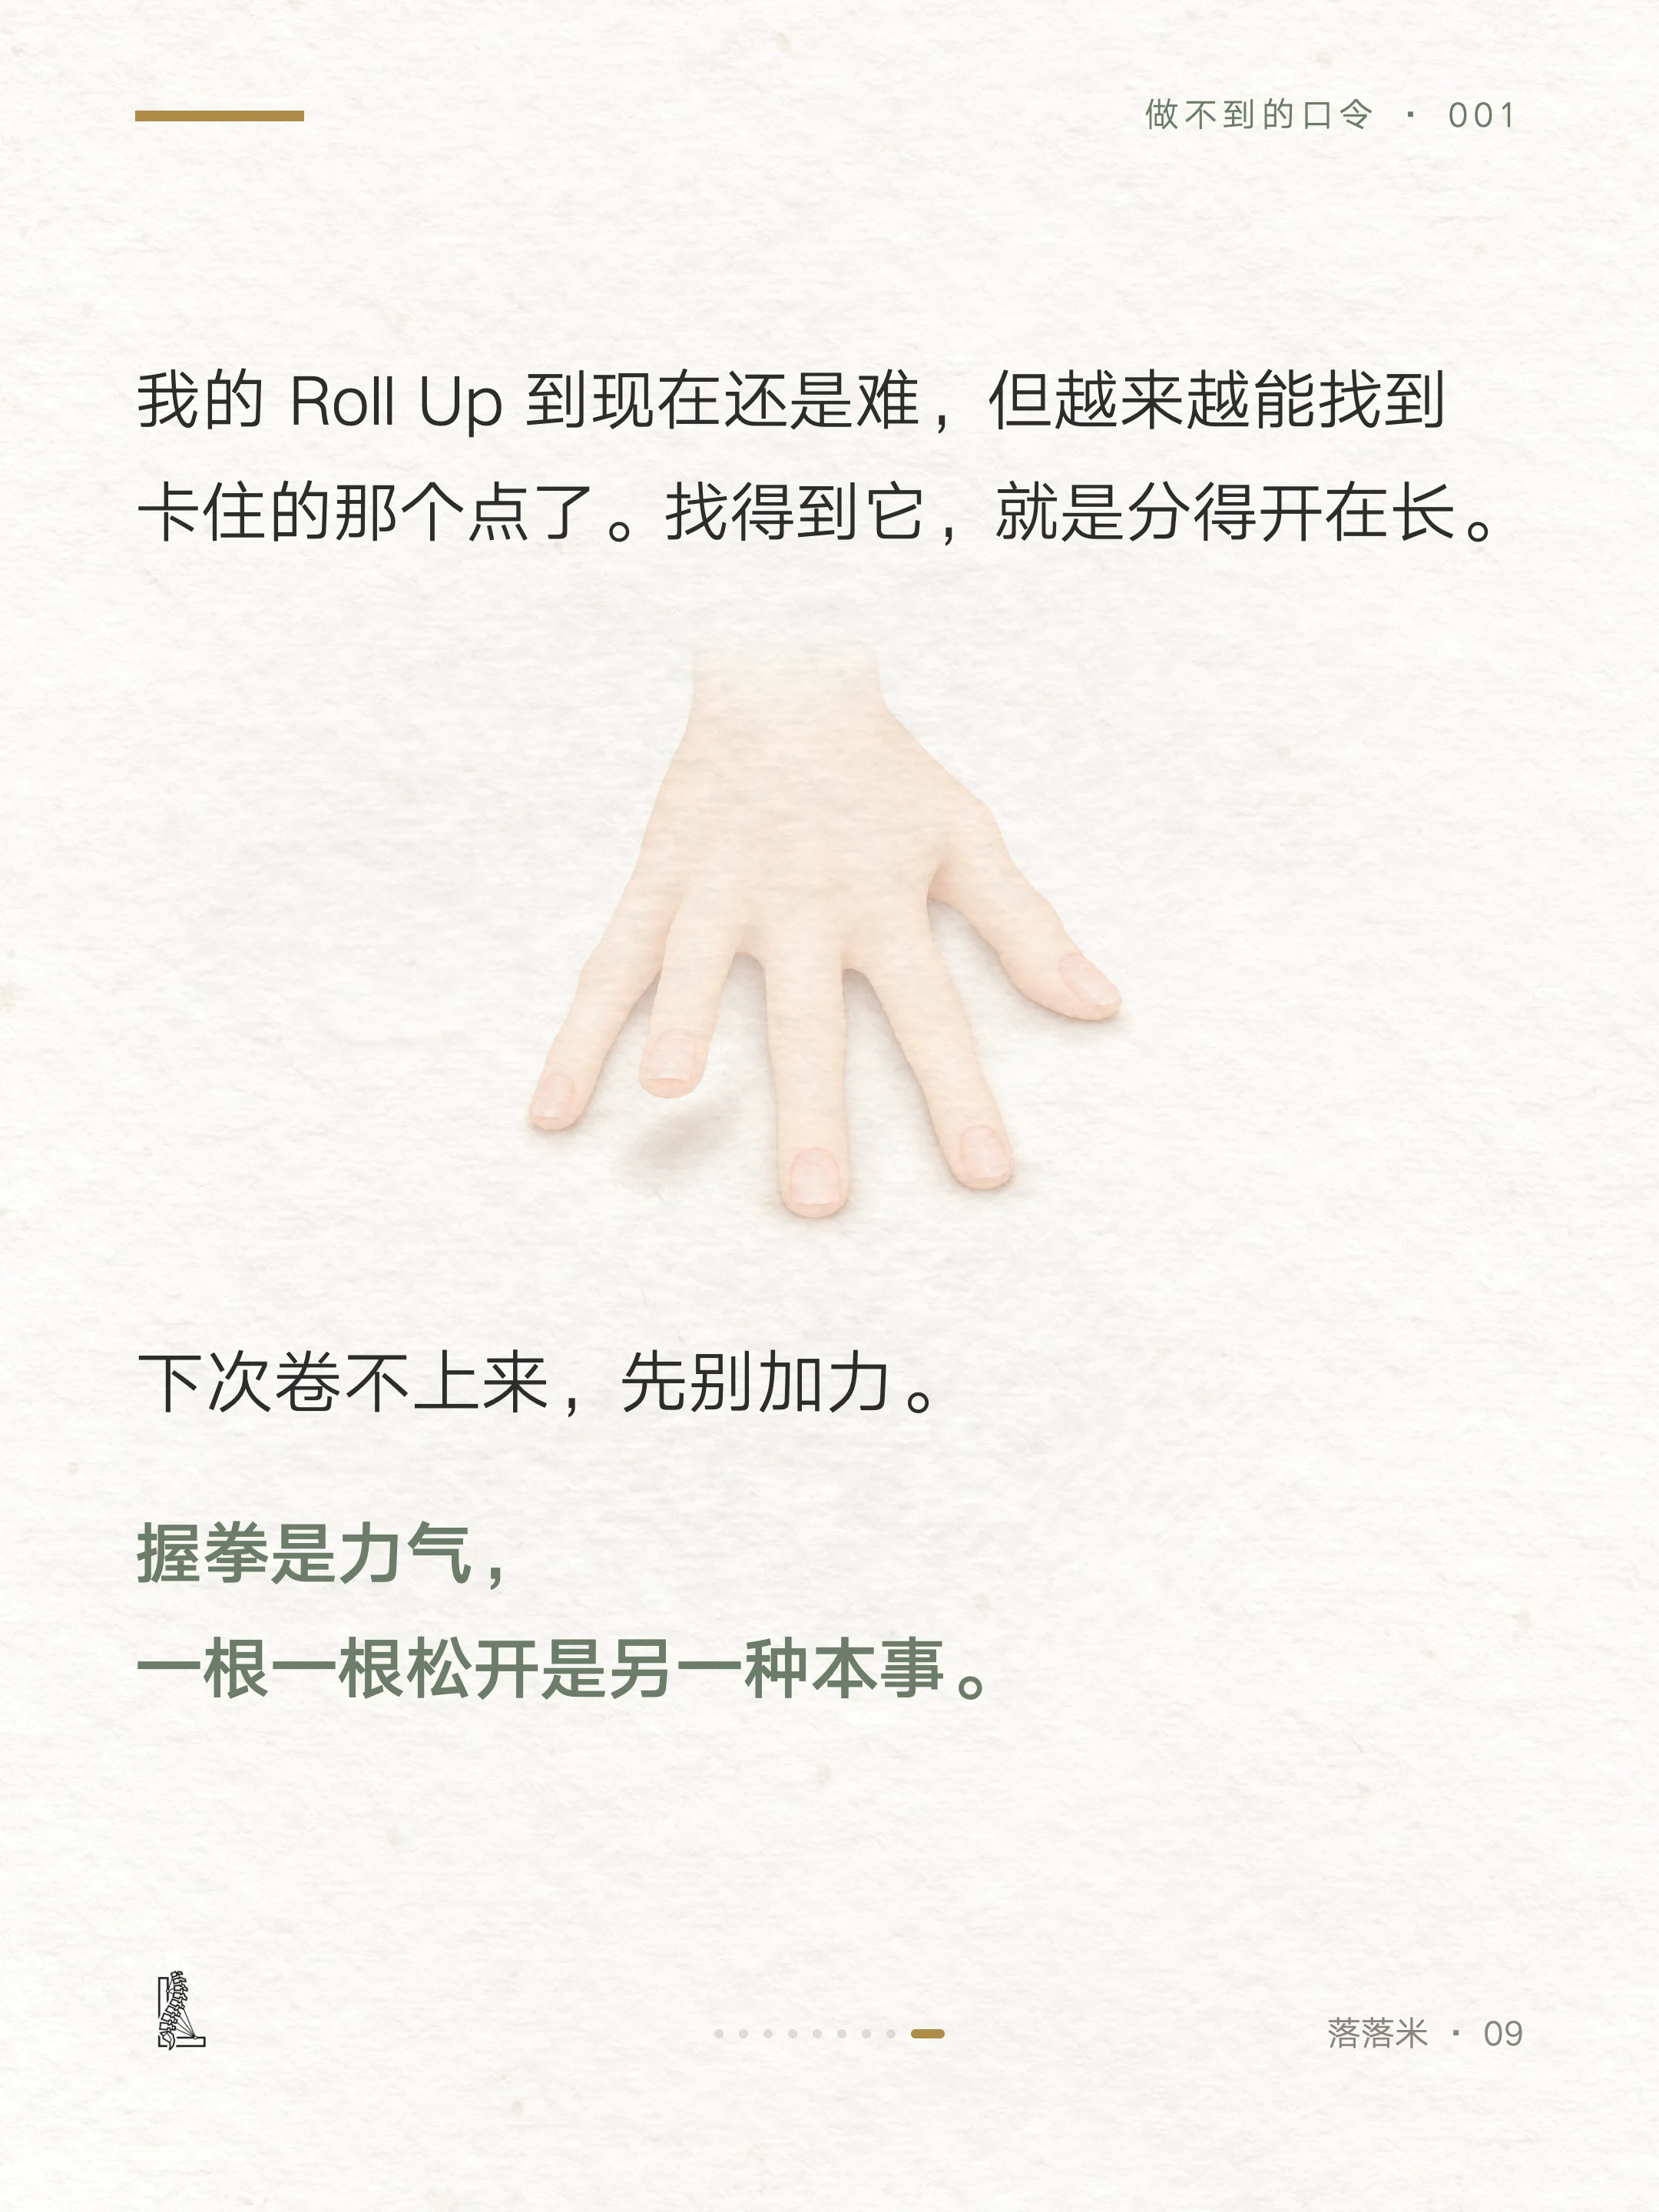 做不到的口令 · 001
我的 Roll Up 到现在还是难，但越来越能找到
卡住的那个点了。找得到它，就是分得开在长。
下次卷不上来，先别加力。
握拳是力气，
一根一根松开是另一种本事。
落落米 · 09